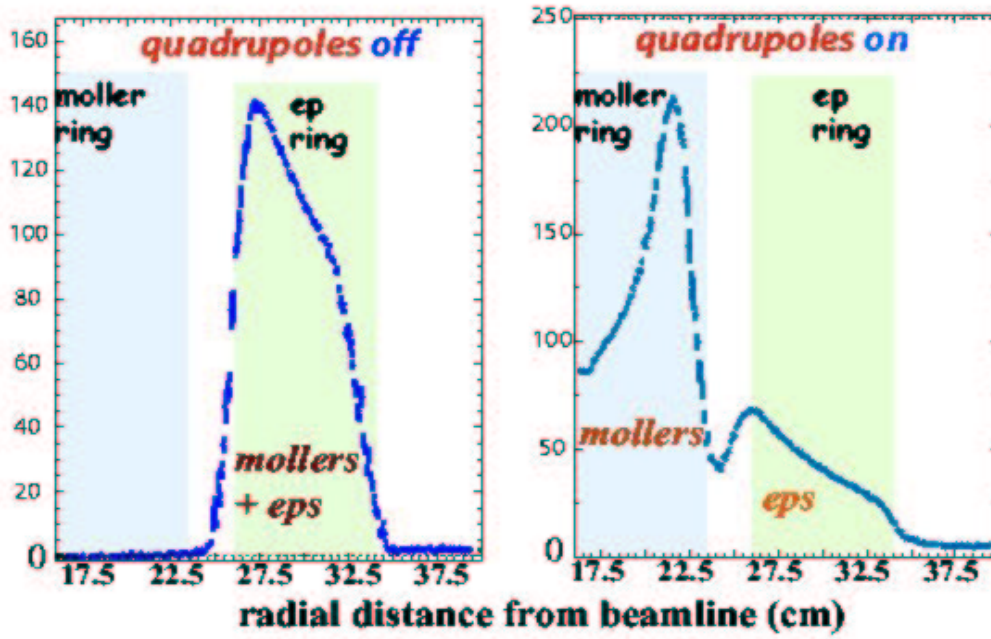 quadrupoles off
160
140
120
100
80
60
40
20
0
moller
ring
ep
ring
mollers
+ eps
17.5 22.5 27.5 32.5 37.5
quadrupoles on
250
200
150
100
50
0
moller
ring
ep
ring
mollers
eps
17.5 22.5 27.5 32.5 37.5
radial distance from beamline (cm)